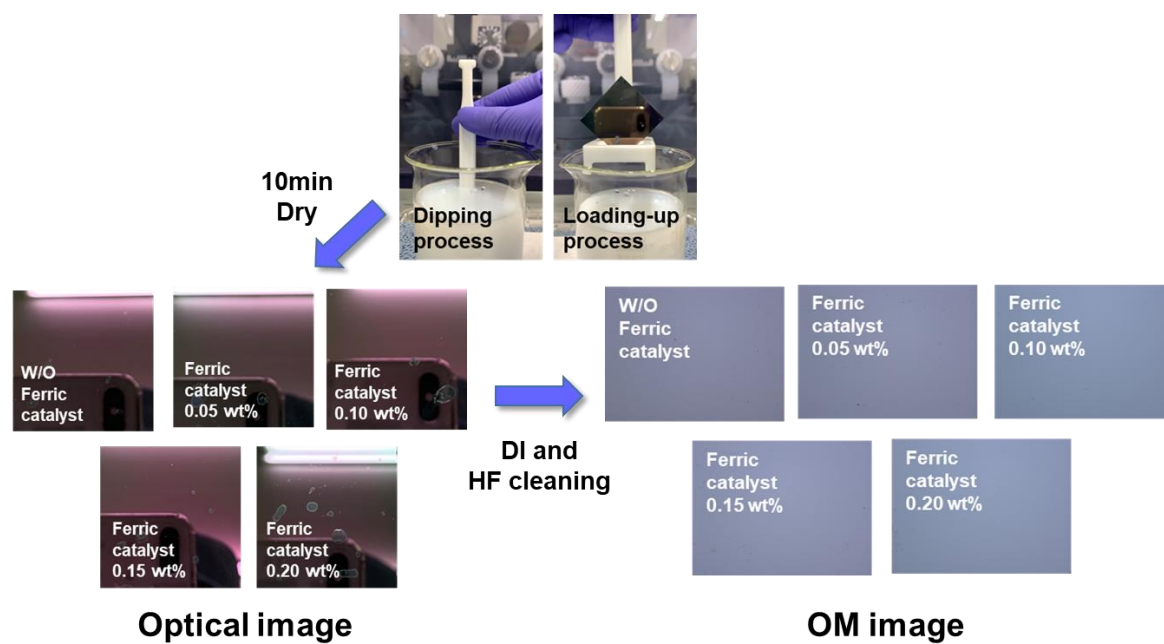 Dipping
process
Loading-up
process
10min
Dry
W/O
Ferric
catalyst
Ferric
catalyst
0.05 wt%
Ferric
catalyst
0.10 wt%
Ferric
catalyst
0.15 wt%
Ferric
catalyst
0.20 wt%
Optical image
DI and
HF cleaning
W/O
Ferric
catalyst
Ferric
catalyst
0.05 wt%
Ferric
catalyst
0.10 wt%
Ferric
catalyst
0.15 wt%
Ferric
catalyst
0.20 wt%
OM image